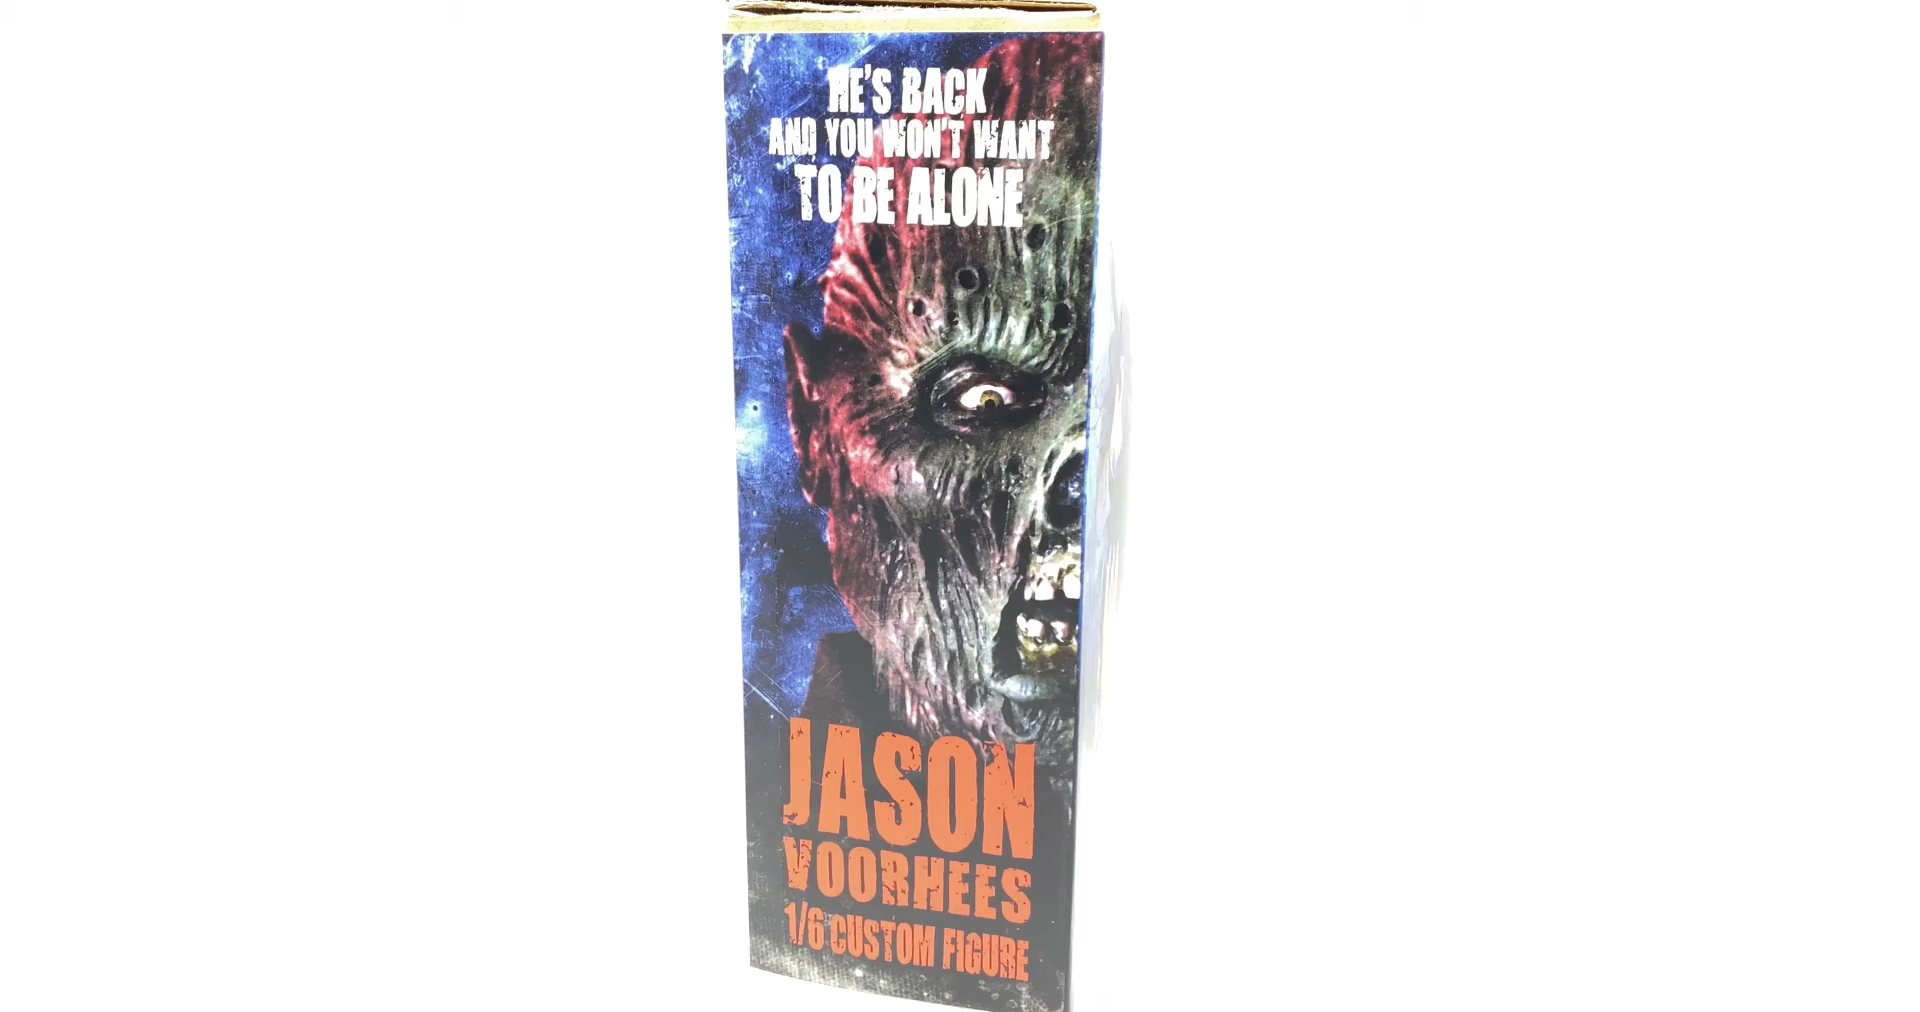 HE'S BACK
AND YOU WON'T WANT
TO BE ALONE
JASON
VOORHEES
1/6 CUSTOM FIGURE